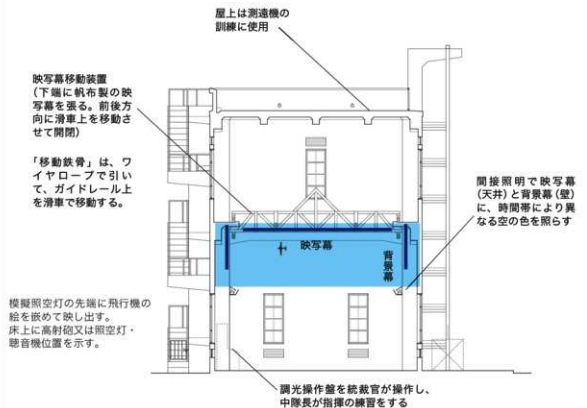 屋上は測遠機の
訓練に使用
映写幕移動装置
(下端に帆布製の映
写幕を張る。前後方
向に滑車上を移動さ
せて開閉)
「移動鉄骨」は、ワ
イヤロープで引い
て、ガイドレール上
を滑車で移動する。
間接照明で映写幕
(天井)と背景幕(壁)
に、時間帯により異
なる空の色を照らす
映写幕
背景幕
模擬照空灯の先端に飛行機の
絵を嵌めて映し出す。
床上に高射砲又は照空灯・
聴音機位置を示す。
調光操作盤を統裁官が操作し、
中隊長が指揮の練習をする